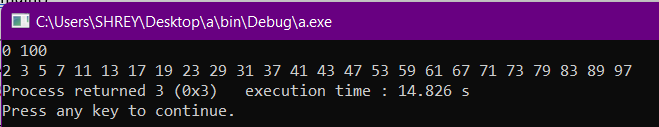 C:\Users\SHREY\Desktop\a\bin\Debug\a.exe
0 100
2 3 5 7 11 13 17 19 23 29 31 37 41 43 47 53 59 61 67 71 73 79 83 89 97
Process returned 3 (0x3)   execution time : 14.826 s
Press any key to continue.